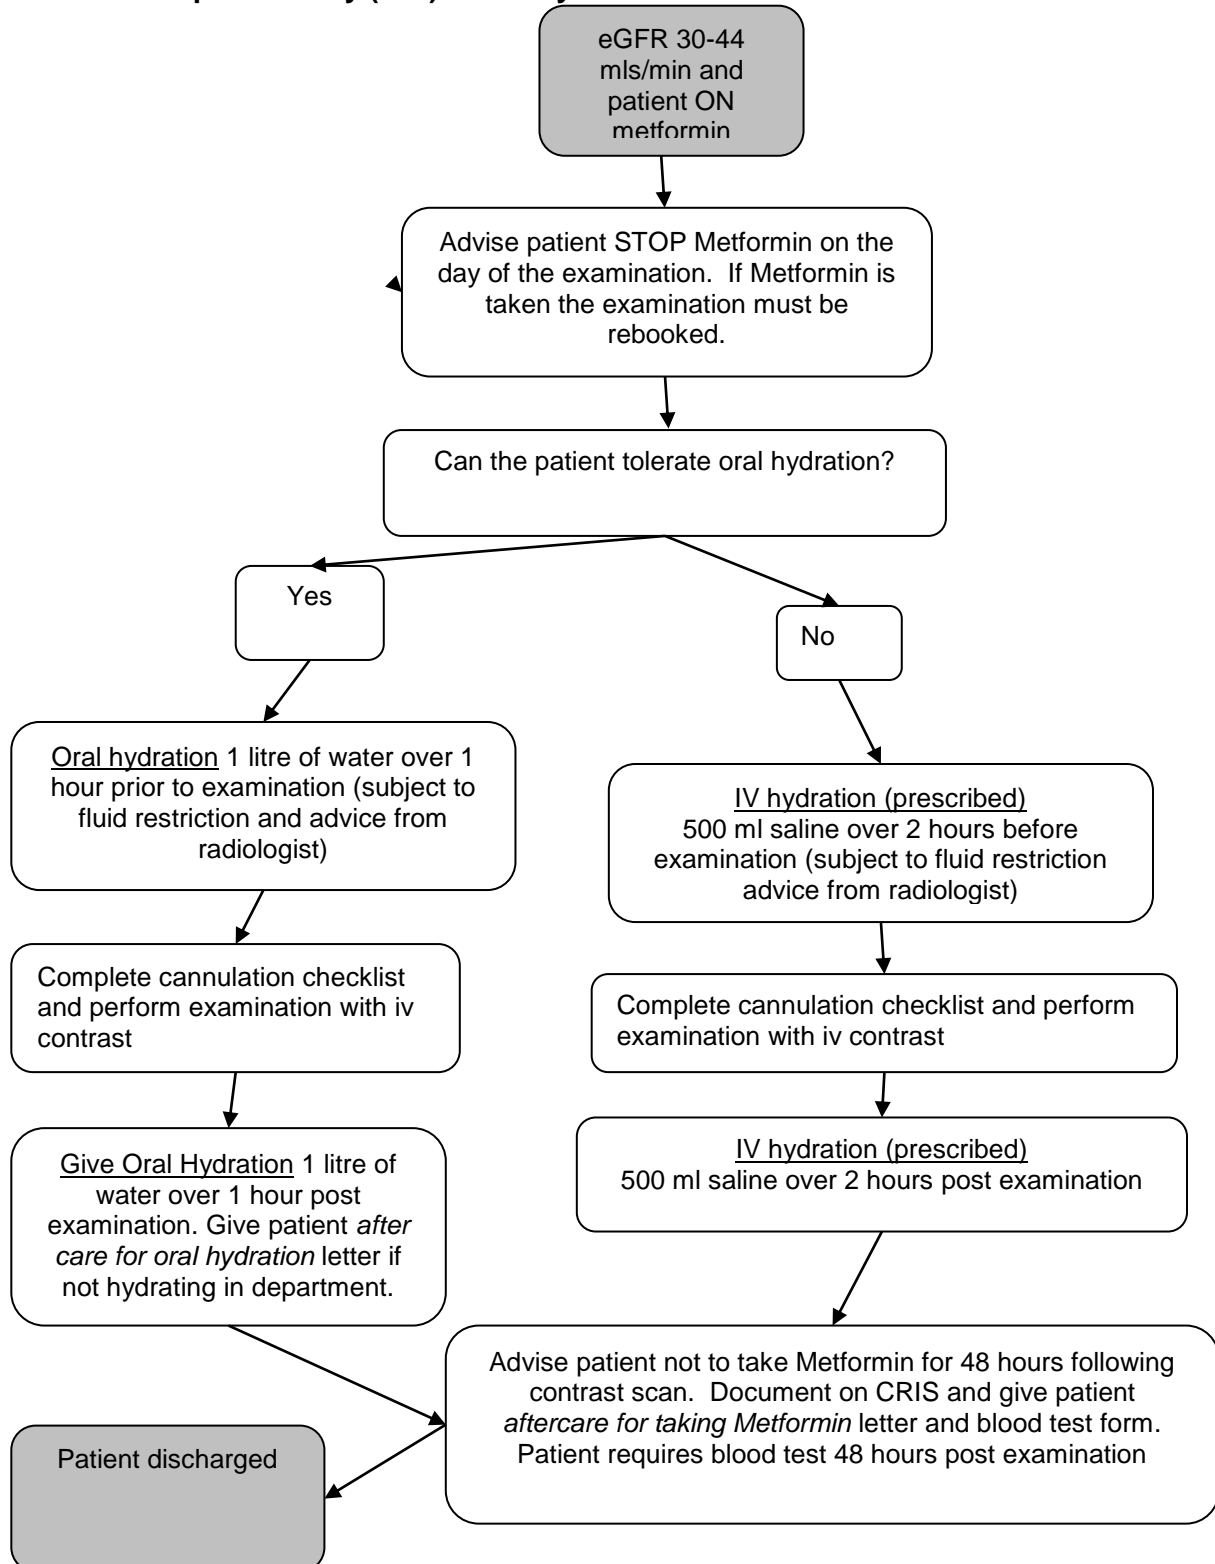 eGFR 30-44
mls/min and
patient ON
metformin
Advise patient STOP Metformin on the
day of the examination.  If Metformin is
taken the examination must be
rebooked.
Can the patient tolerate oral hydration?
Yes
No
Oral hydration 1 litre of water over 1
hour prior to examination (subject to
fluid restriction and advice from
radiologist)
IV hydration (prescribed)
500 ml saline over 2 hours before
examination (subject to fluid restriction
advice from radiologist)
Complete cannulation checklist
and perform examination with iv
contrast
Complete cannulation checklist and perform
examination with iv contrast
Give Oral Hydration 1 litre of
water over 1 hour post
examination. Give patient after
care for oral hydration letter if
not hydrating in department.
IV hydration (prescribed)
500 ml saline over 2 hours post examination
Advise patient not to take Metformin for 48 hours following
contrast scan.  Document on CRIS and give patient
aftercare for taking Metformin letter and blood test form.
Patient requires blood test 48 hours post examination
Patient discharged